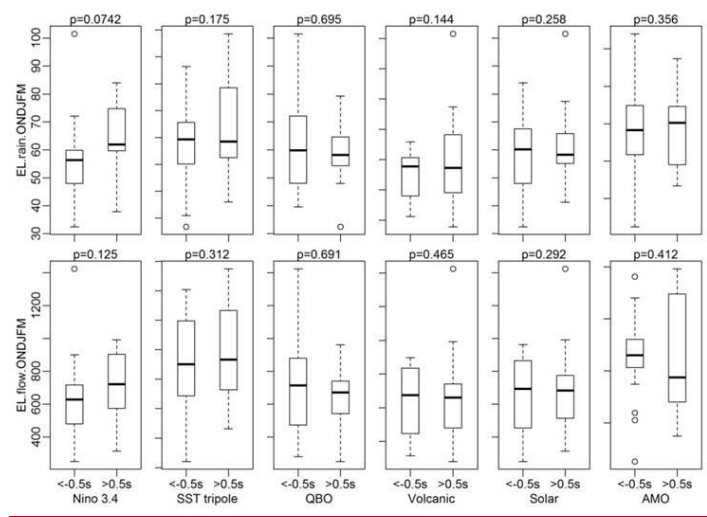 p=0.0742 p=0.175 p=0.695 p=0.144 p=0.258 p=0.356
EL.rain.ONDJFM
100
90
80
70
60
50
40
30
p=0.125 p=0.312 p=0.691 p=0.465 p=0.292 p=0.412
EL.flow.ONDJFM
1200
800
600
400
<-0.5s >0.5s <-0.5s >0.5s <-0.5s >0.5s <-0.5s >0.5s <-0.5s >0.5s <-0.5s >0.5s
Nino 3.4 SST tripole QBO Volcanic Solar AMO